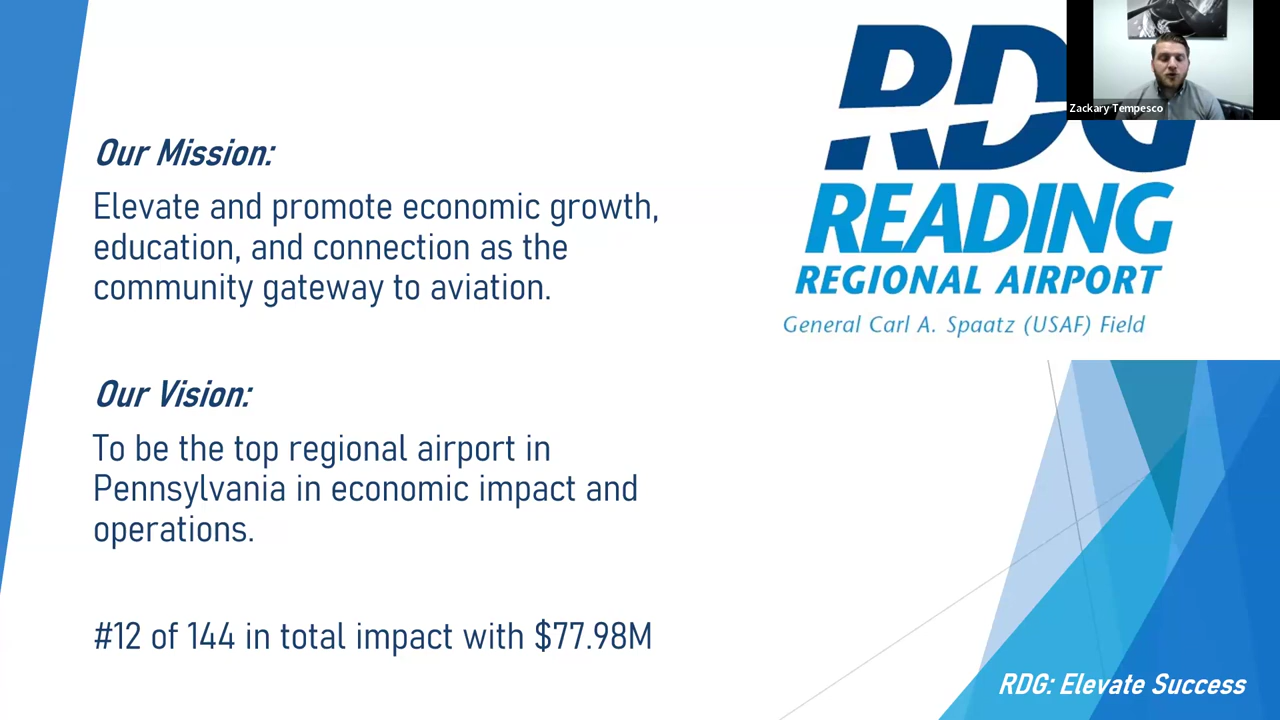 Our Mission:
Elevate and promote economic growth,
education, and connection as the
community gateway to aviation.
Our Vision:
To be the top regional airport in
Pennsylvania in economic impact and
operations.
#12 of 144 in total impact with $77.98M
RDG
READING
REGIONAL AIRPORT
General Carl A. Spaatz (USAF) Field
Zackary Tempesco
RDG: Elevate Success